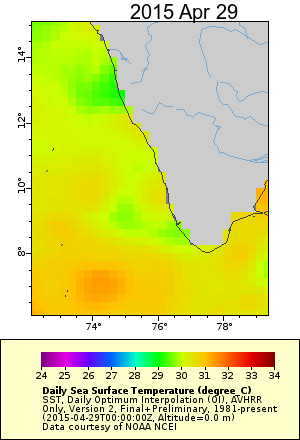 2015 Apr 29
14°
12°
10°
8°
74° 76° 78°
24 25 26 27 28 29 30 31 32 33 34
Daily Sea Surface Temperature (degree_C)
SST, Daily Optimum Interpolation (OI), AVHRR
Only, Version 2, Final+Preliminary, 1981-present
(2015-04-29T00:00:00Z, Altitude=0.0 m)
Data courtesy of NOAA NCEI